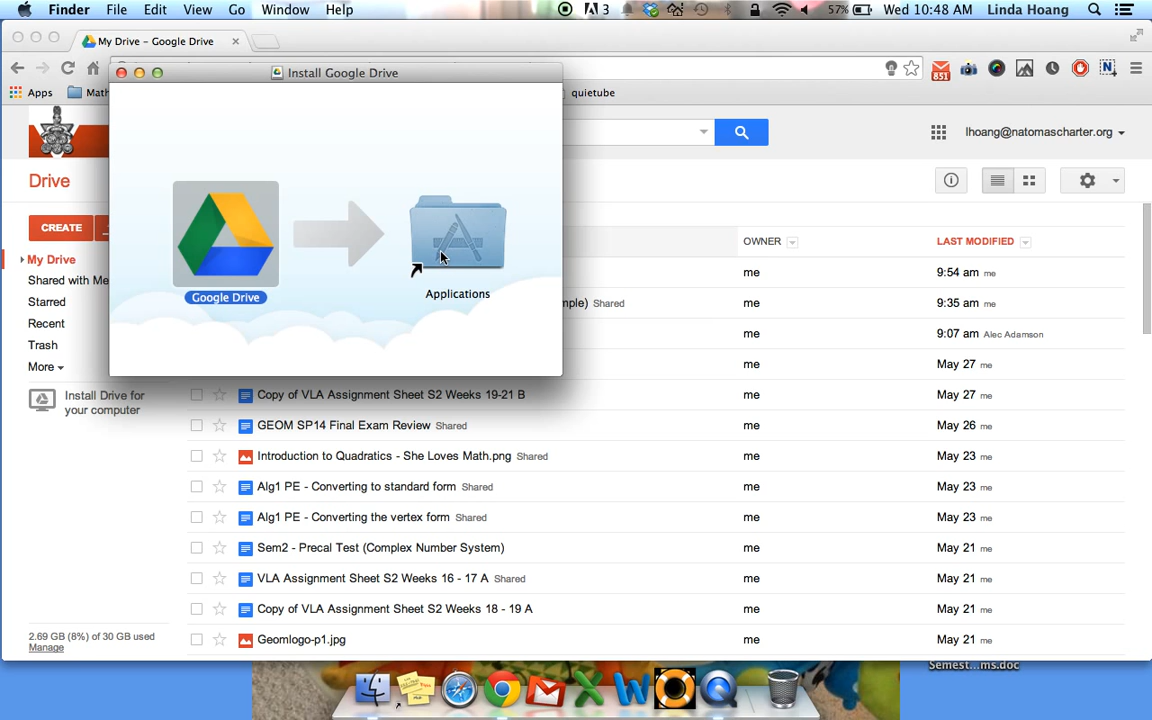 Finder File Edit View Go Window Help 3 57% Wed 10:48 AM Linda Hoang
My Drive – Google Drive
Install Google Drive
851
Apps Math quietube
lhoang@natomascharter.org
Drive
CREATE
My Drive
Shared with Me
Starred
Recent
Trash
More
Install Drive for
your computer
Google Drive
Applications
OWNER LAST MODIFIED
me 9:54 am me
mple) Shared me 9:35 am me
me 9:07 am Alec Adamson
me May 27 me
Copy of VLA Assignment Sheet S2 Weeks 19-21 B me May 27 me
GEOM SP14 Final Exam Review Shared me May 26 me
Introduction to Quadratics - She Loves Math.png Shared me May 23 me
Alg1 PE - Converting to standard form Shared me May 23 me
Alg1 PE - Converting the vertex form Shared me May 23 me
Sem2 - Precal Test (Complex Number System) me May 21 me
VLA Assignment Sheet S2 Weeks 16 - 17 A Shared me May 21 me
Copy of VLA Assignment Sheet S2 Weeks 18 - 19 A me May 21 me
Geomlogo-p1.jpg me May 21 me
2.69 GB (8%) of 30 GB used
Manage
Semest...ms.doc